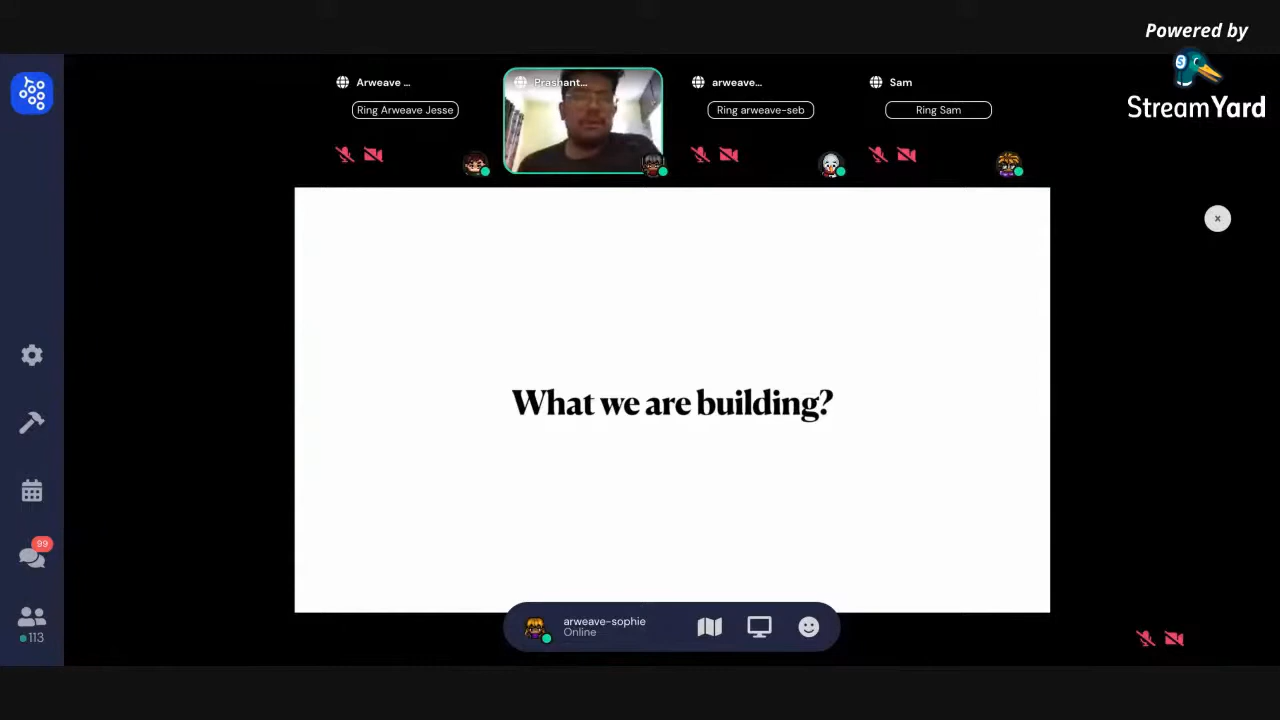 Powered by
StreamYard
Arweave ...
Prashant...
arweave...
Sam
Ring Arweave Jesse
Ring arweave-seb
Ring Sam
What we are building?
99
113
arweave-sophie
Online